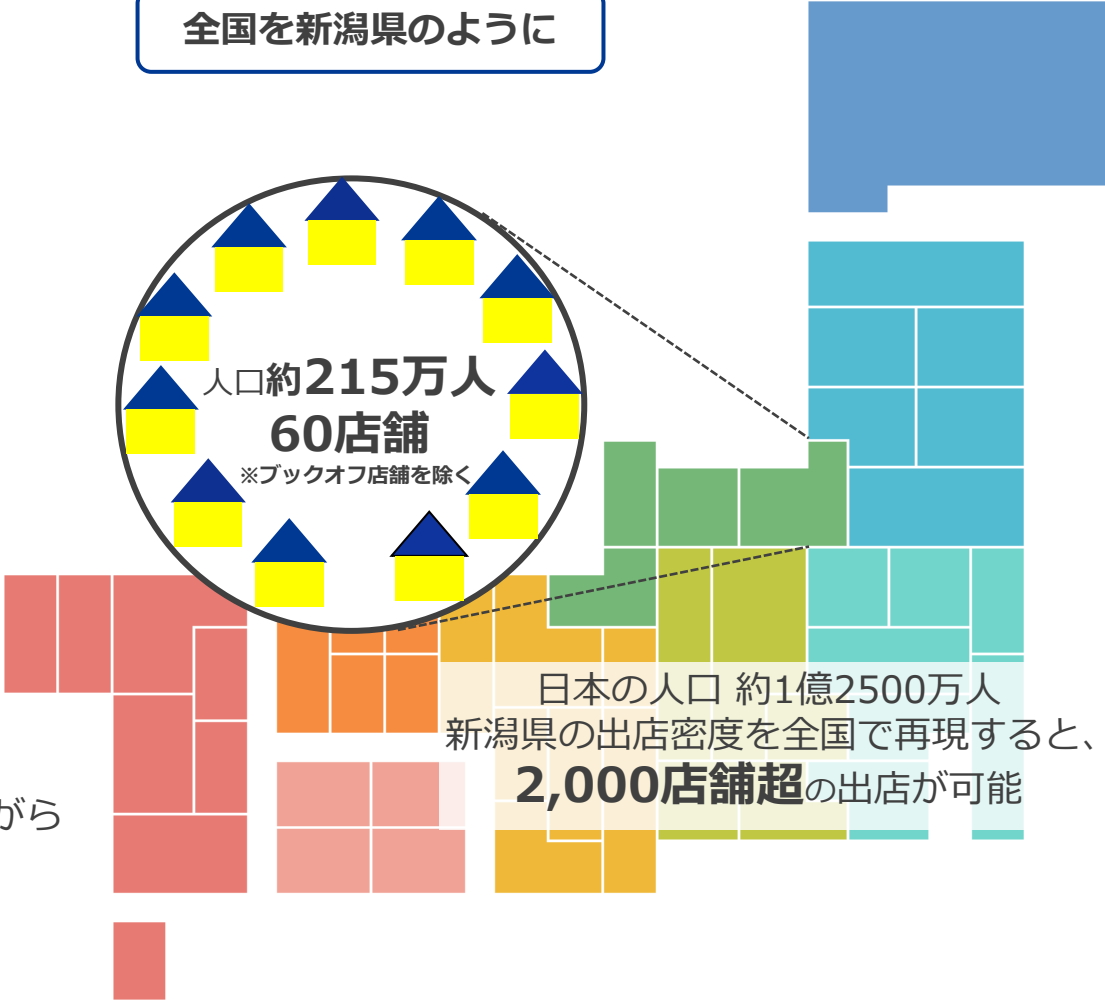 全国を新潟県のように
人口約215万人
60店舗
※ブックオフ店舗を除く
日本の人口 約1億2500万人
新潟県の出店密度を全国で再現すると、
2,000店舗超の出店が可能
がら